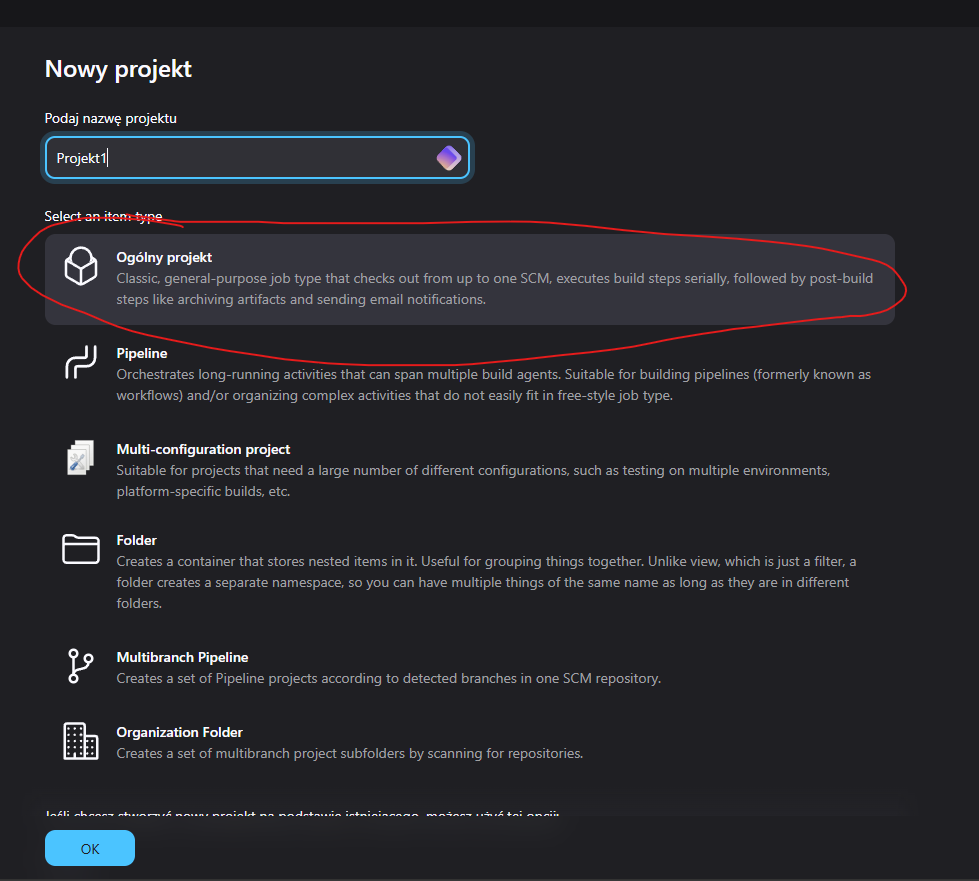 Nowy projekt
Podaj nazwę projektu
Projekt1
Select an item type
Ogólny projekt
Classic, general-purpose job type that checks out from up to one SCM, executes build steps serially, followed by post-build
steps like archiving artifacts and sending email notifications.
Pipeline
Orchestrates long-running activities that can span multiple build agents. Suitable for building pipelines (formerly known as
workflows) and/or organizing complex activities that do not easily fit in free-style job type.
Multi-configuration project
Suitable for projects that need a large number of different configurations, such as testing on multiple environments,
platform-specific builds, etc.
Folder
Creates a container that stores nested items in it. Useful for grouping things together. Unlike view, which is just a filter, a
folder creates a separate namespace, so you can have multiple things of the same name as long as they are in different
folders.
Multibranch Pipeline
Creates a set of Pipeline projects according to detected branches in one SCM repository.
Organization Folder
Creates a set of multibranch project subfolders by scanning for repositories.
Jeśli chcesz stworzyć nowy projekt na podstawie istniejącego, możesz użyć tej opcji:
OK